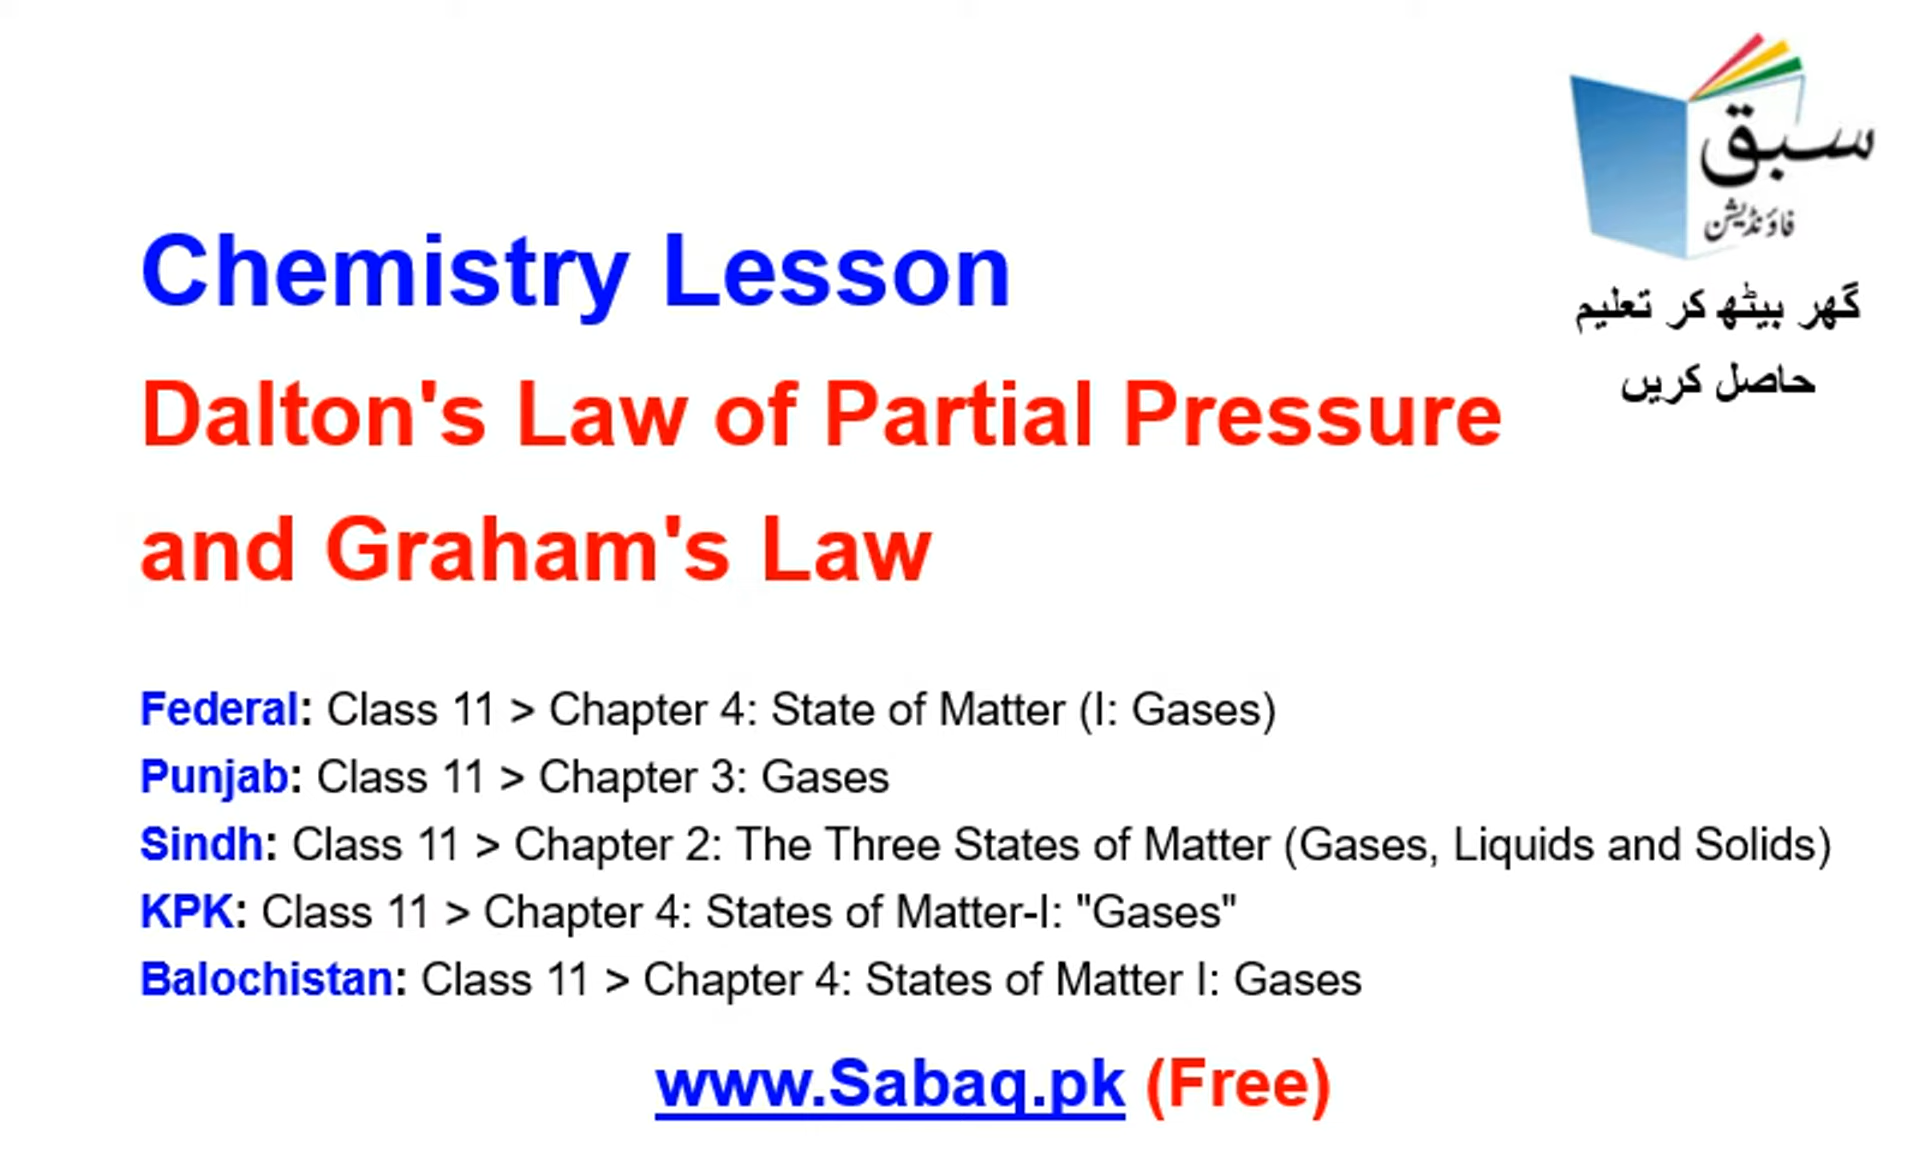 سبق
فاؤنڈیشن
گھر بیٹھ کر تعلیم
حاصل کریں
Chemistry Lesson
Dalton's Law of Partial Pressure
and Graham's Law
Federal: Class 11 > Chapter 4: State of Matter (I: Gases)
Punjab: Class 11 > Chapter 3: Gases
Sindh: Class 11 > Chapter 2: The Three States of Matter (Gases, Liquids and Solids)
KPK: Class 11 > Chapter 4: States of Matter-I: "Gases"
Balochistan: Class 11 > Chapter 4: States of Matter I: Gases
www.Sabaq.pk (Free)